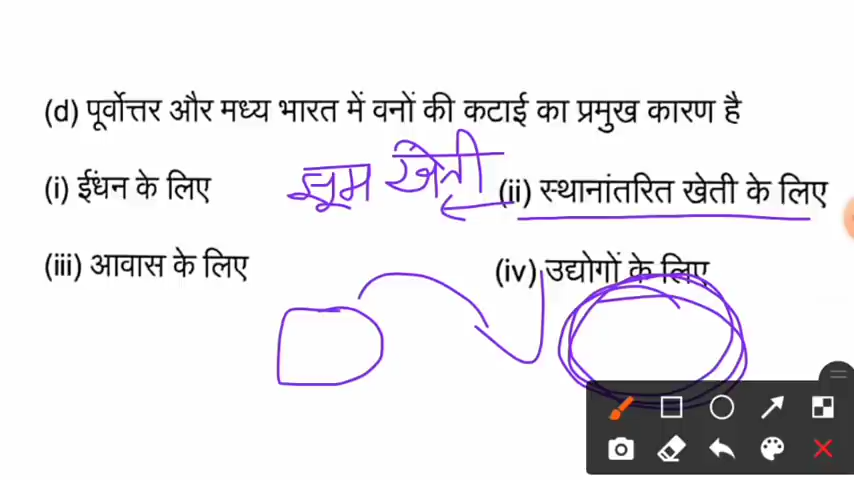 (d) पूर्वोत्तर और मध्य भारत में वनों की कटाई का प्रमुख कारण है
झूम खेती
(i) ईंधन के लिए (ii) स्थानांतरित खेती के लिए
(iii) आवास के लिए (iv) उद्योगों के लिए